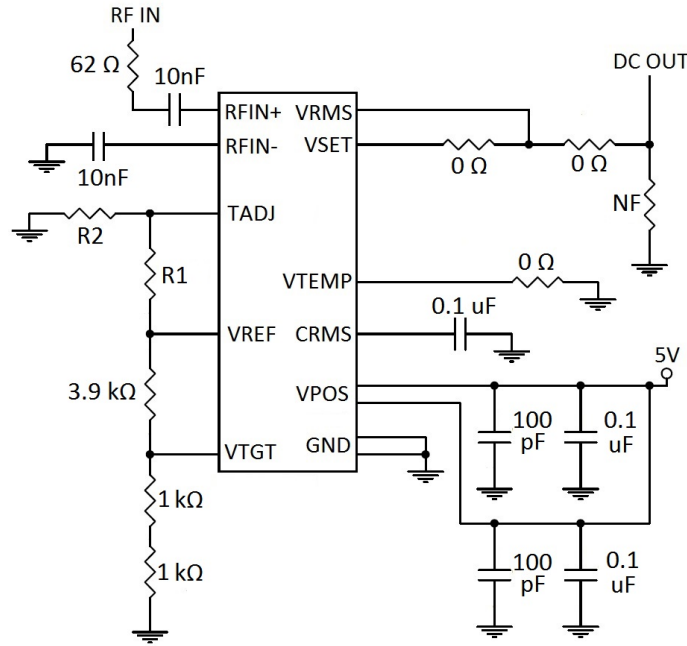 RF IN
62 Ω
10nF
DC OUT
RFIN+
VRMS
RFIN-
VSET
0 Ω
0 Ω
10nF
NF
TADJ
R2
R1
VTEMP
0 Ω
0.1 uF
VREF
CRMS
5V
3.9 kΩ
VPOS
100
pF
0.1
uF
VTGT
GND
1 kΩ
1 kΩ
100
pF
0.1
uF